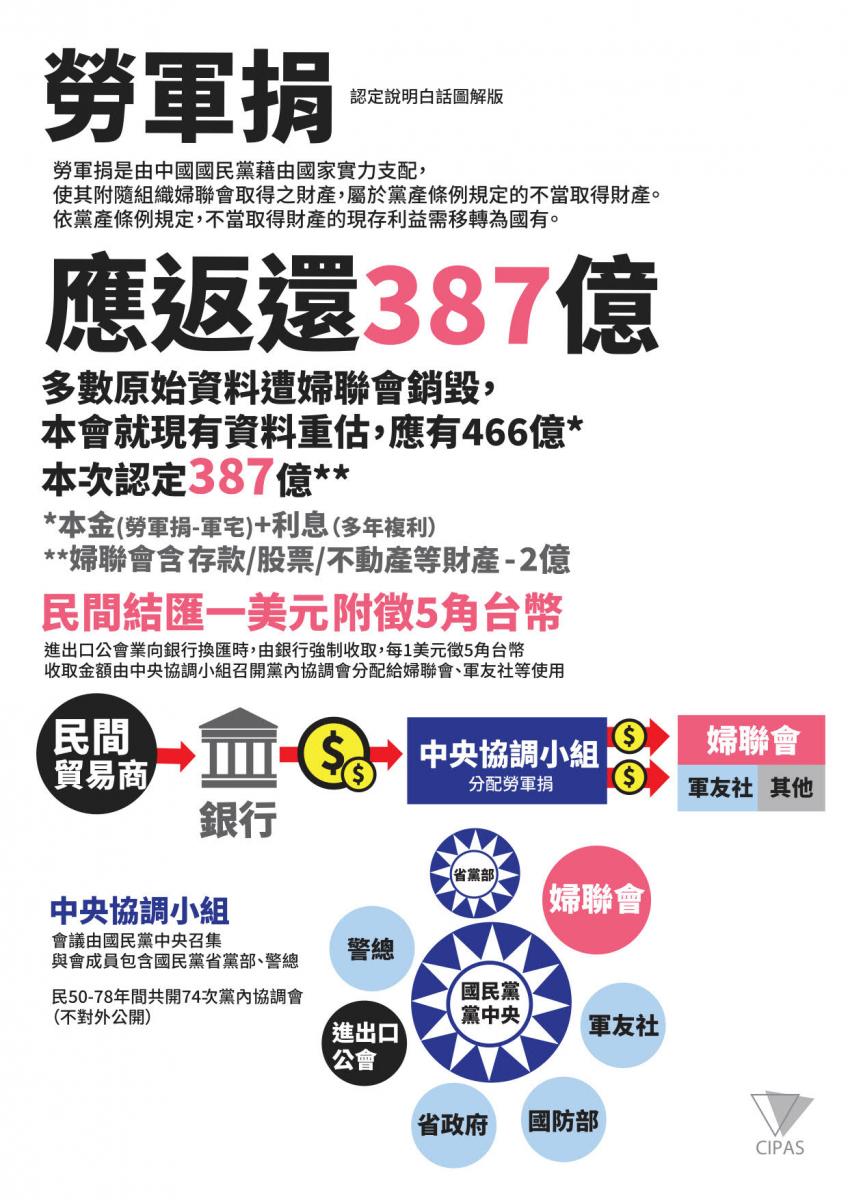 勞軍捐 認定說明白話圖解版
勞軍捐是由中國國民黨藉由國家實力支配，
使其附隨組織婦聯會取得之財產，屬於黨產條例規定的不當取得財產。
依黨產條例規定，不當取得財產的現存利益需移轉為國有。
應返還387億
多數原始資料遭婦聯會銷毀，
本會就現有資料重估，應有466億*
本次認定387億**
*本金(勞軍捐-軍宅)+利息(多年複利)
**婦聯會含存款/股票/不動產等財產-2億
民間結匯一美元附徵5角台幣
進出口公會業向銀行換匯時，由銀行強制收取，每1美元徵5角台幣
收取金額由中央協調小組召開黨內協調會分配給婦聯會、軍友社等使用
民間
貿易商
銀行
$
$
中央協調小組
分配勞軍捐
$
$
婦聯會
軍友社
其他
中央協調小組
會議由國民黨中央召集
與會成員包含國民黨省黨部、警總
民50-78年間共開74次黨內協調會
(不對外公開)
省黨部
婦聯會
警總
國民黨
黨中央
軍友社
進出口
公會
省政府
國防部
CIPAS